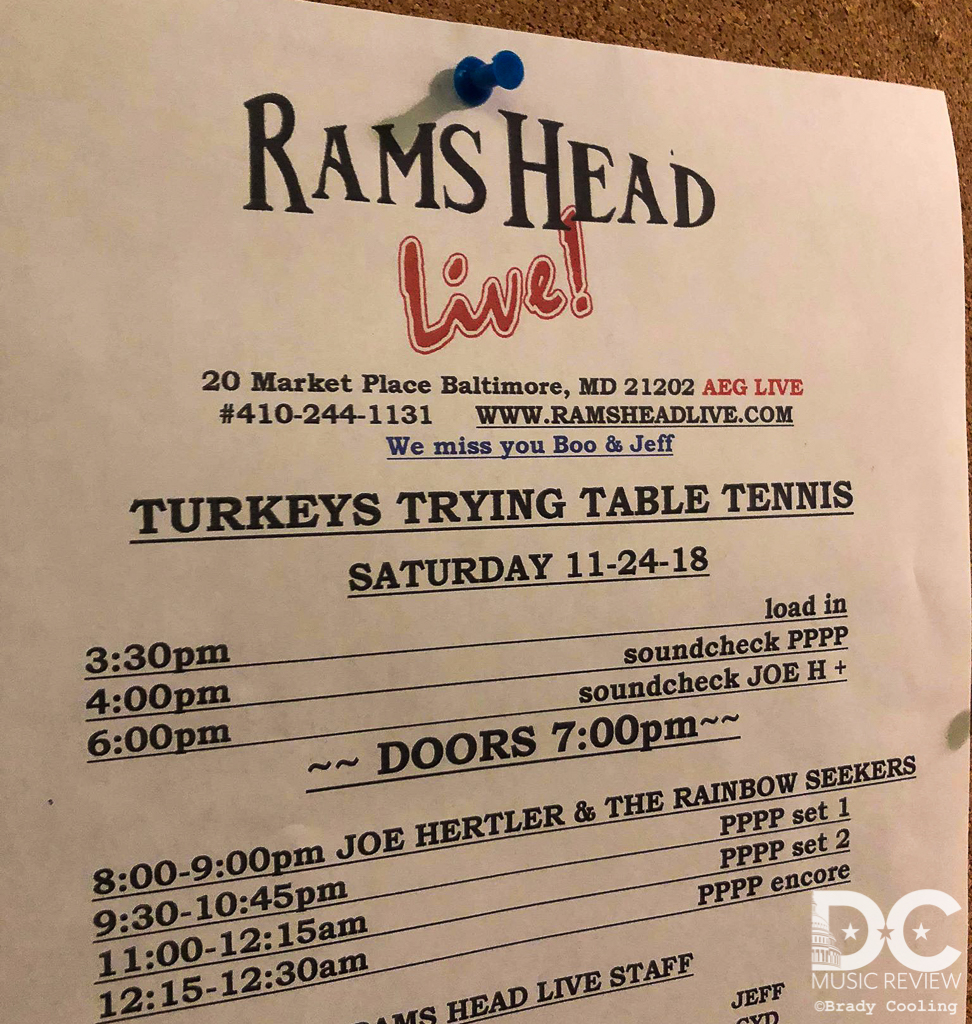 RAMS HEAD
Live!
20 Market Place Baltimore, MD 21202 AEG LIVE
#410-244-1131 WWW.RAMSHEADLIVE.COM
We miss you Boo & Jeff
TURKEYS TRYING TABLE TENNIS
SATURDAY 11-24-18
3:30pm load in
4:00pm soundcheck PPPP
6:00pm soundcheck JOE H +
~~ DOORS 7:00pm~~
8:00-9:00pm JOE HERTLER & THE RAINBOW SEEKERS
9:30-10:45pm PPPP set 1
11:00-12:15am PPPP set 2
12:15-12:30am PPPP encore
RAMS HEAD LIVE STAFF
JEFF
CYD
DC
MUSIC REVIEW
©Brady Cooling